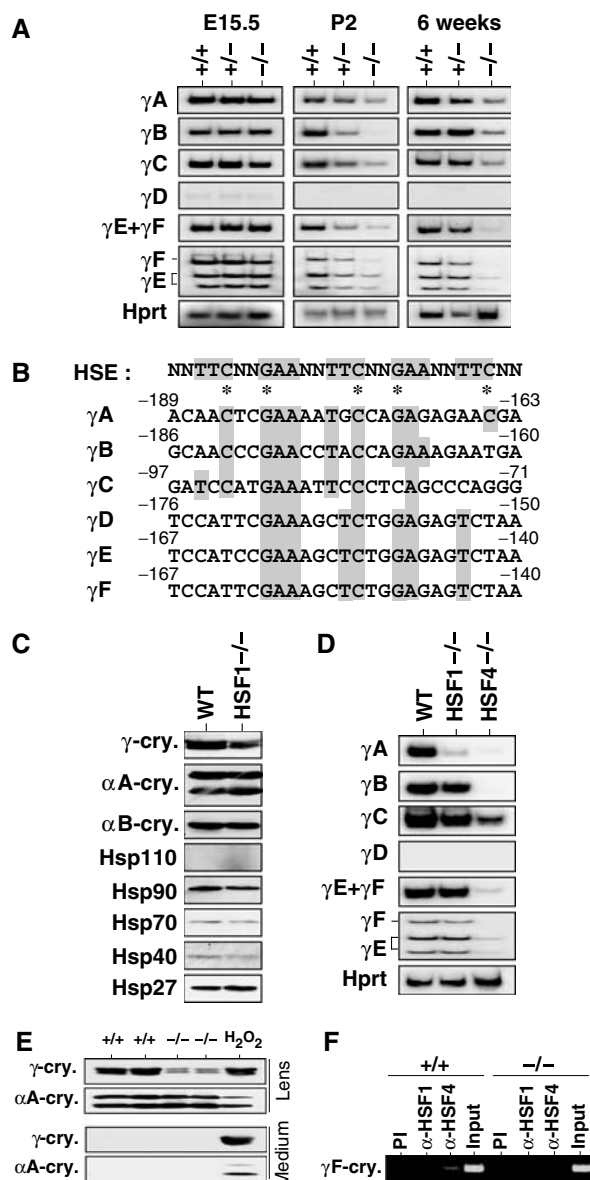 A
E15.5 P2 6 weeks
+/+ +/− −/− +/+ +/− −/− +/+ +/− −/−
γA
γB
γC
γD
γE+γF
γF
γE
Hprt
B
HSE : NNTTCNNGAANNTTCNNGAANNTTCNN
* * * * *
−189 −163
γA ACAACTCGAAAATGCCAGAGAGAACGA
−186 −160
γB GCAACCCGAACCTACCAGAAAGAATGA
−97 −71
γC GATCCATGAAATTCCCTCAGCCCAGGG
−176 −150
γD TCCATTCGAAAGCTCTGGAGAGTCTAA
−167 −140
γE TCCATCCGAAAGCTCTGGAGAGTCTAA
−167 −140
γF TCCATTCGAAAGCTCTGGAGAGTCTAA
C
WT HSF1−/−
γ-cry.
αA-cry.
αB-cry.
Hsp110
Hsp90
Hsp70
Hsp40
Hsp27
D
WT HSF1−/− HSF4−/−
γA
γB
γC
γD
γE+γF
γF
γE
Hprt
E
+/+ +/+ −/− −/− H₂O₂
γ-cry.
αA-cry.
Lens
γ-cry.
αA-cry.
Medium
F
+/+ −/−
PI α-HSF1 α-HSF4 Input PI α-HSF1 α-HSF4 Input
γF-cry.